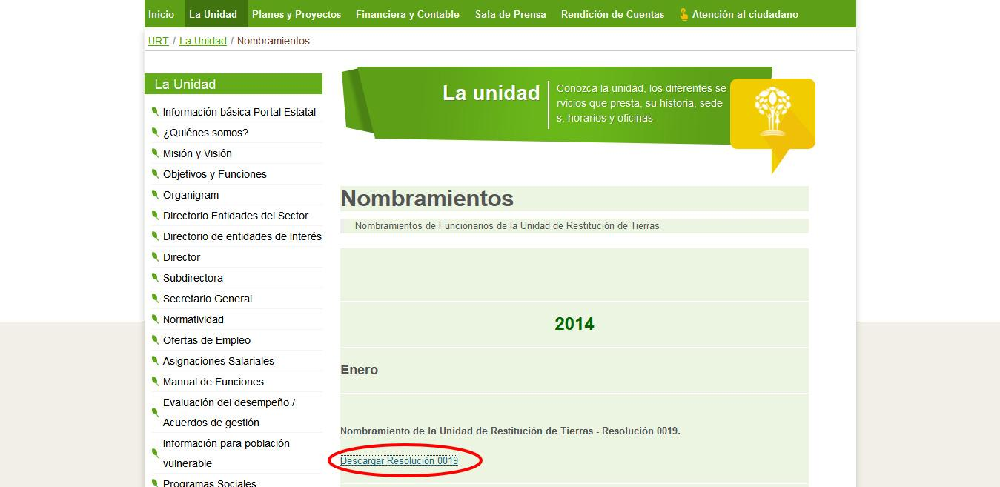 Inicio
La Unidad
Planes y Proyectos
Financiera y Contable
Sala de Prensa
Rendición de Cuentas
Atención al ciudadano
URT / La Unidad / Nombramientos
La Unidad
Información básica Portal Estatal
¿Quiénes somos?
Misión y Visión
Objetivos y Funciones
Organigram
Directorio Entidades del Sector
Directorio de entidades de Interés
Director
Subdirectora
Secretario General
Normatividad
Ofertas de Empleo
Asignaciones Salariales
Manual de Funciones
Evaluación del desempeño /
Acuerdos de gestión
Información para población
vulnerable
Programas Sociales
La unidad
Conozca la unidad, los diferentes se
rvicios que presta, su historia, sede
s, horarios y oficinas
Nombramientos
Nombramientos de Funcionarios de la Unidad de Restitución de Tierras
2014
Enero
Nombramiento de la Unidad de Restitución de Tierras - Resolución 0019.
Descargar Resolución 0019